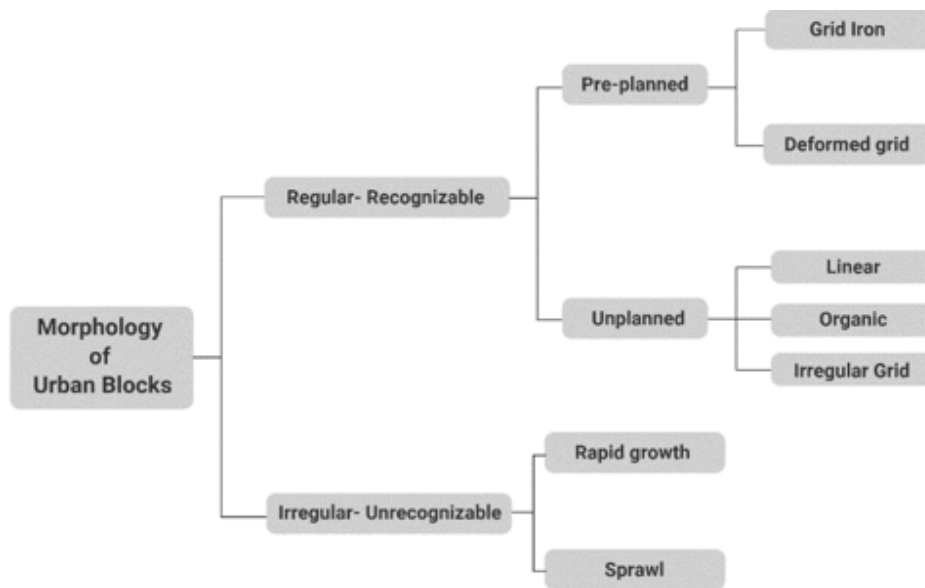 Grid Iron
Pre-planned
Deformed grid
Regular- Recognizable
Linear
Unplanned
Organic
Irregular Grid
Morphology
of
Urban Blocks
Rapid growth
Irregular- Unrecognizable
Sprawl